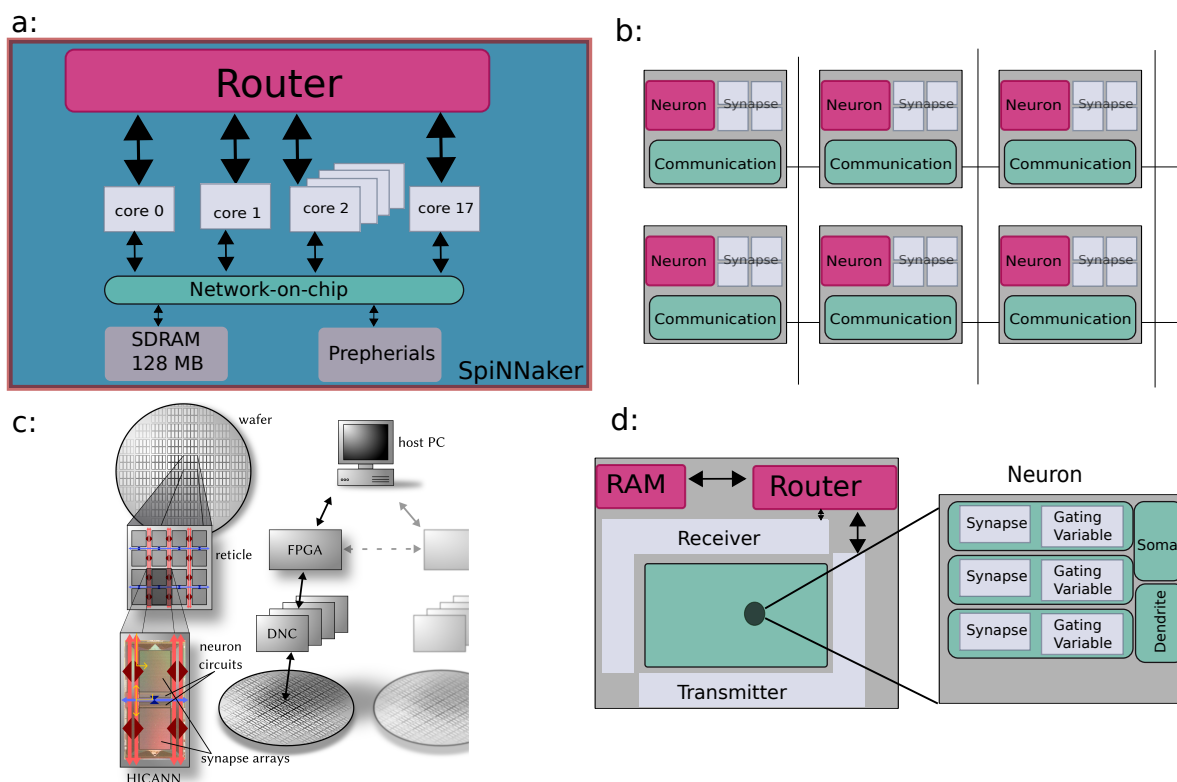 a:
Router
core 0
core 1
core 2
core 17
Network-on-chip
SDRAM
128 MB
Prepherials
SpiNNaker
b:
Neuron
Synapse
Neuron
Synapse
Neuron
Synapse
Communication
Communication
Communication
Neuron
Synapse
Neuron
Synapse
Neuron
Synapse
Communication
Communication
Communication
c:
wafer
host PC
reticle
FPGA
DNC
neuron
circuits
synapse arrays
HICANN
d:
RAM
Router
Receiver
Transmitter
Neuron
Synapse
Gating
Variable
Synapse
Gating
Variable
Synapse
Gating
Variable
Soma
Dendrite